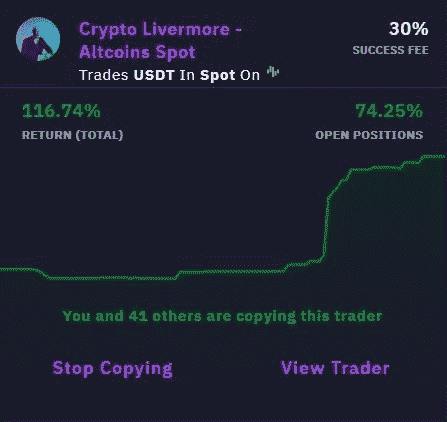 Crypto Livermore -
Altcoins Spot
Trades USDT In Spot On
30%
SUCCESS FEE
116.74%
RETURN (TOTAL)
74.25%
OPEN POSITIONS
You and 41 others are copying this trader
Stop Copying
View Trader